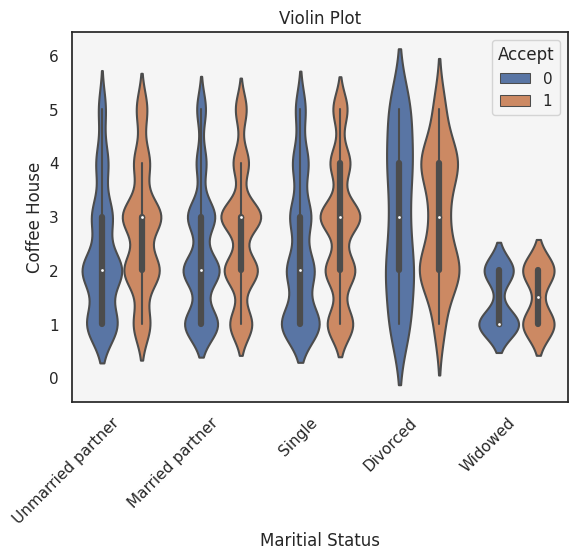 Violin Plot
Accept
0
1
6
5
4
3
2
1
0
Coffee House
Unmarried partner
Married partner
Single
Divorced
Widowed
Maritial Status